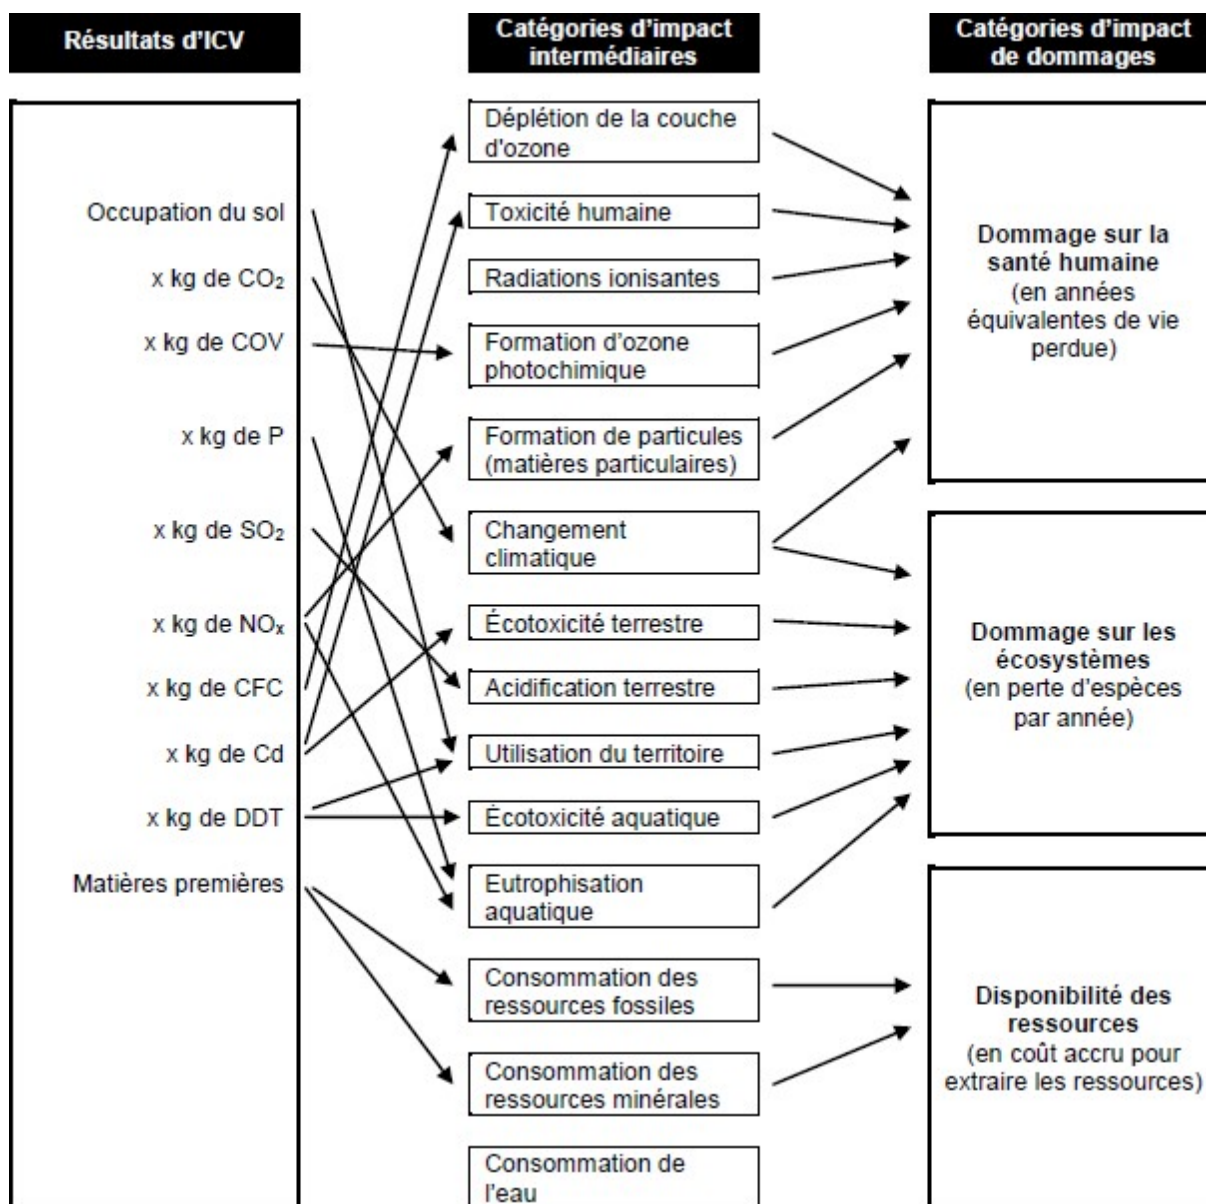 Résultats d'ICV
Catégories d'impact
intermédiaires
Catégories d'impact
de dommages
Occupation du sol
x kg de CO₂
x kg de COV
x kg de P
x kg de SO₂
x kg de NOₓ
x kg de CFC
x kg de Cd
x kg de DDT
Matières premières
Déplétion de la couche
d'ozone
Toxicité humaine
Radiations ionisantes
Formation d'ozone
photochimique
Formation de particules
(matières particulaires)
Changement
climatique
Écotoxicité terrestre
Acidification terrestre
Utilisation du territoire
Écotoxicité aquatique
Eutrophisation
aquatique
Consommation des
ressources fossiles
Consommation des
ressources minérales
Consommation de
l'eau
Dommage sur la
santé humaine
(en années
équivalentes de vie
perdue)
Dommage sur les
écosystèmes
(en perte d'espèces
par année)
Disponibilité des
ressources
(en coût accru pour
extraire les ressources)